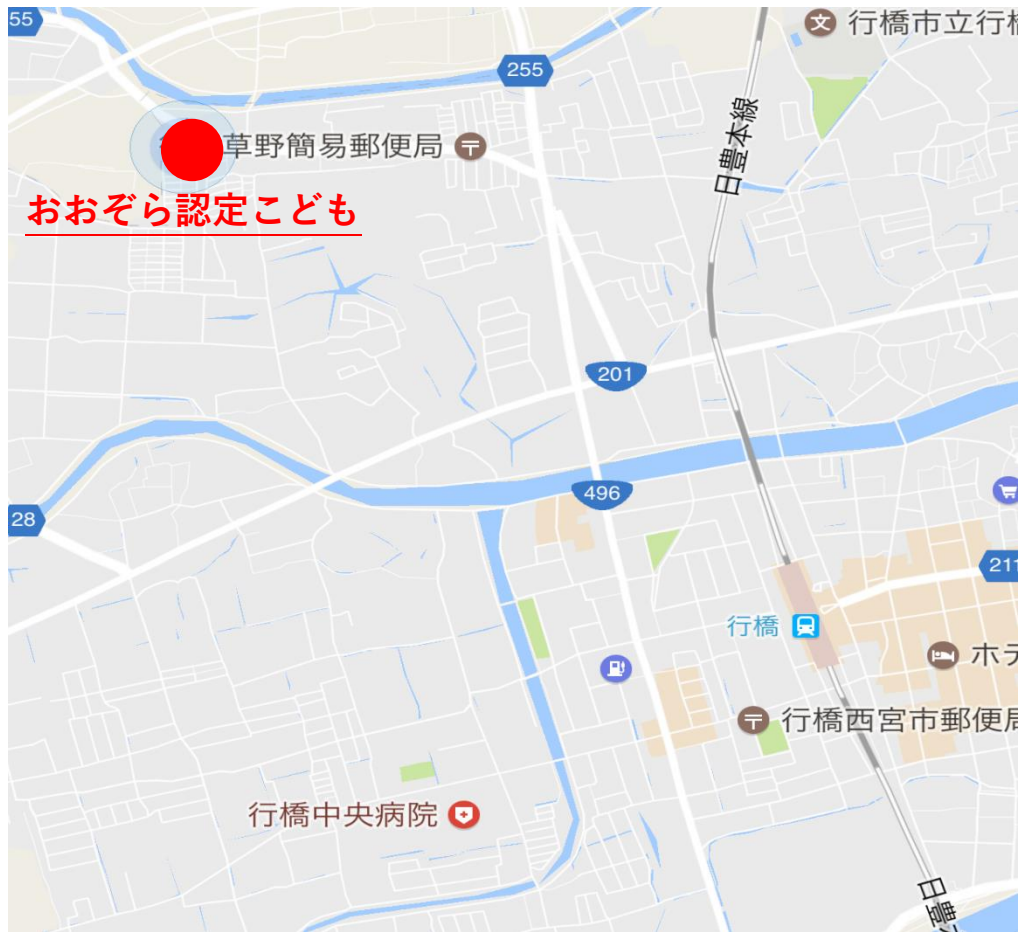 55
行橋市立行橋
255
草野簡易郵便局
日豊本線
おおぞら認定こども
201
496
28
211
行橋
ホテ
行橋西宮市郵便局
行橋中央病院
日豊本